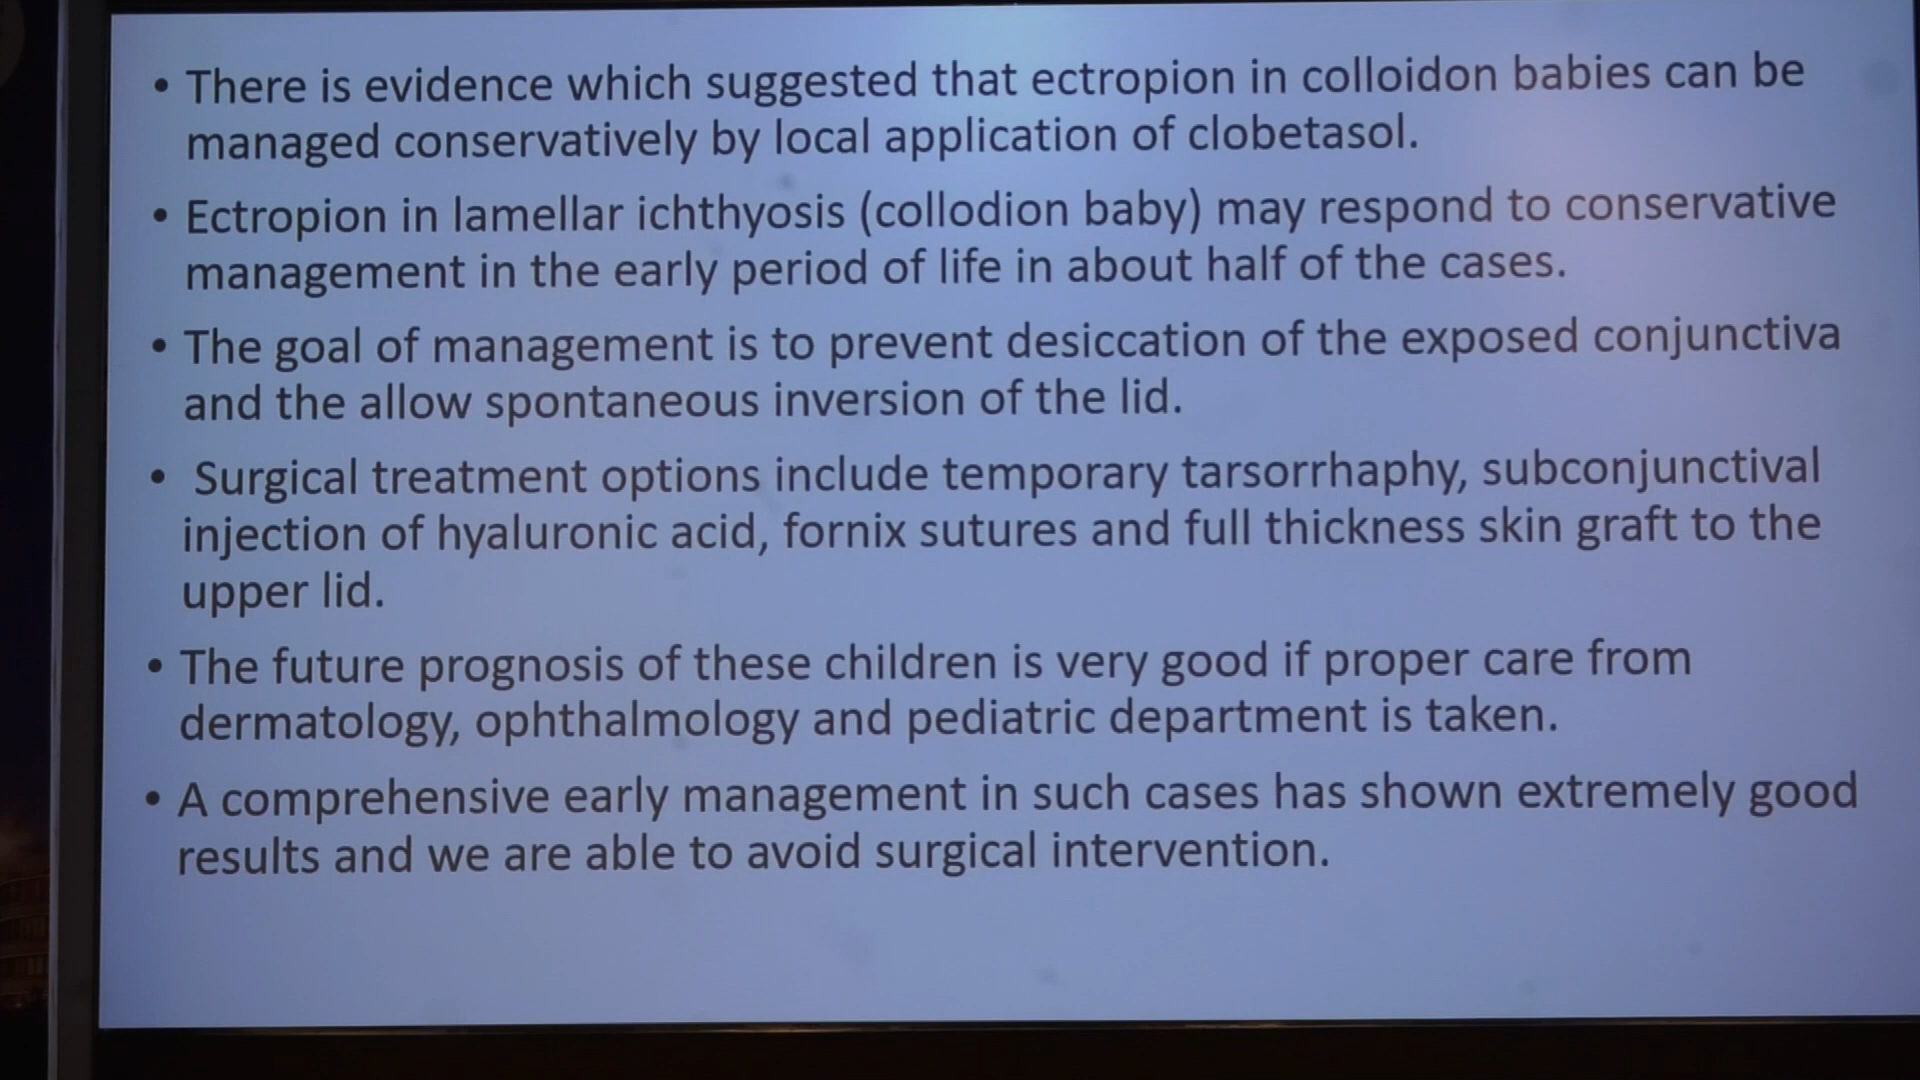 • There is evidence which suggested that ectropion in colloidon babies can be
managed conservatively by local application of clobetasol.
• Ectropion in lamellar ichthyosis (collodion baby) may respond to conservative
management in the early period of life in about half of the cases.
• The goal of management is to prevent desiccation of the exposed conjunctiva
and the allow spontaneous inversion of the lid.
• Surgical treatment options include temporary tarsorrhaphy, subconjunctival
injection of hyaluronic acid, fornix sutures and full thickness skin graft to the
upper lid.
• The future prognosis of these children is very good if proper care from
dermatology, ophthalmology and pediatric department is taken.
• A comprehensive early management in such cases has shown extremely good
results and we are able to avoid surgical intervention.